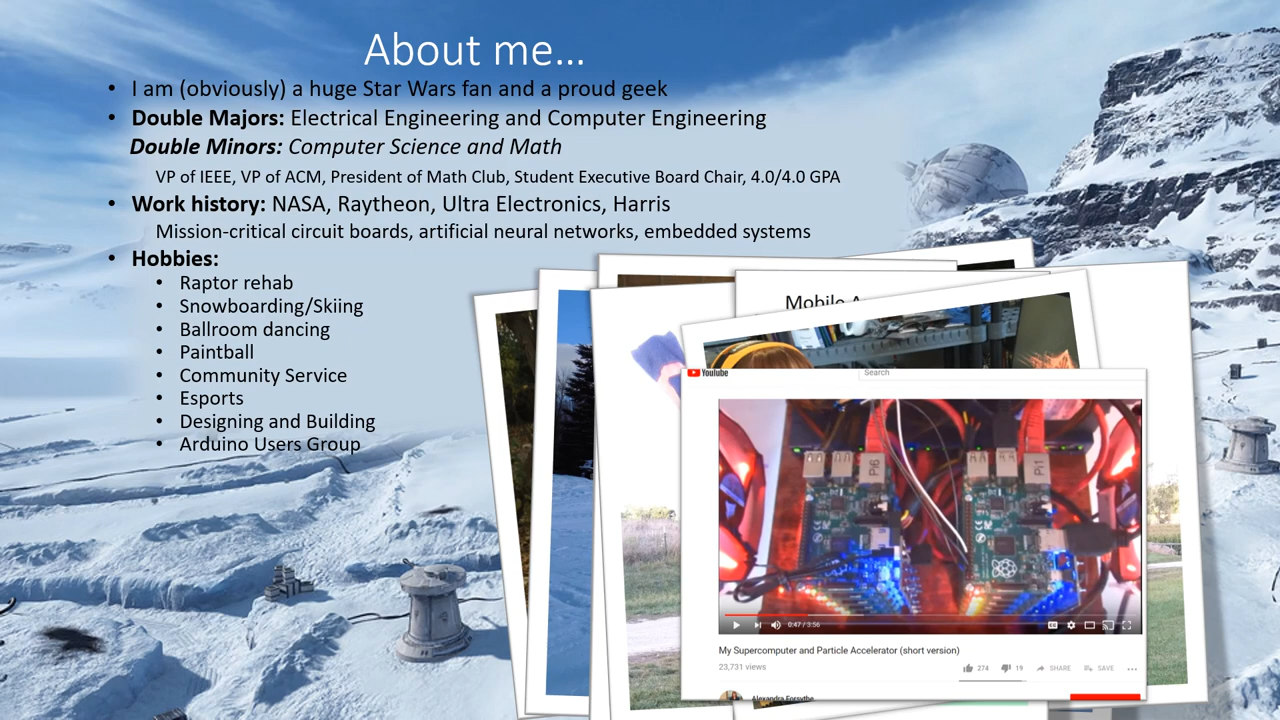 About me...
• I am (obviously) a huge Star Wars fan and a proud geek
• Double Majors: Electrical Engineering and Computer Engineering
Double Minors: Computer Science and Math
VP of IEEE, VP of ACM, President of Math Club, Student Executive Board Chair, 4.0/4.0 GPA
• Work history: NASA, Raytheon, Ultra Electronics, Harris
Mission-critical circuit boards, artificial neural networks, embedded systems
• Hobbies:
• Raptor rehab
• Snowboarding/Skiing
• Ballroom dancing
• Paintball
• Community Service
• Esports
• Designing and Building
• Arduino Users Group
Mobile A
YouTube
Search
Pi6
Pi1
0:47 / 3:56
My Supercomputer and Particle Accelerator (short version)
23,731 views
274
19
SHARE
SAVE
Alexandra Forsythe